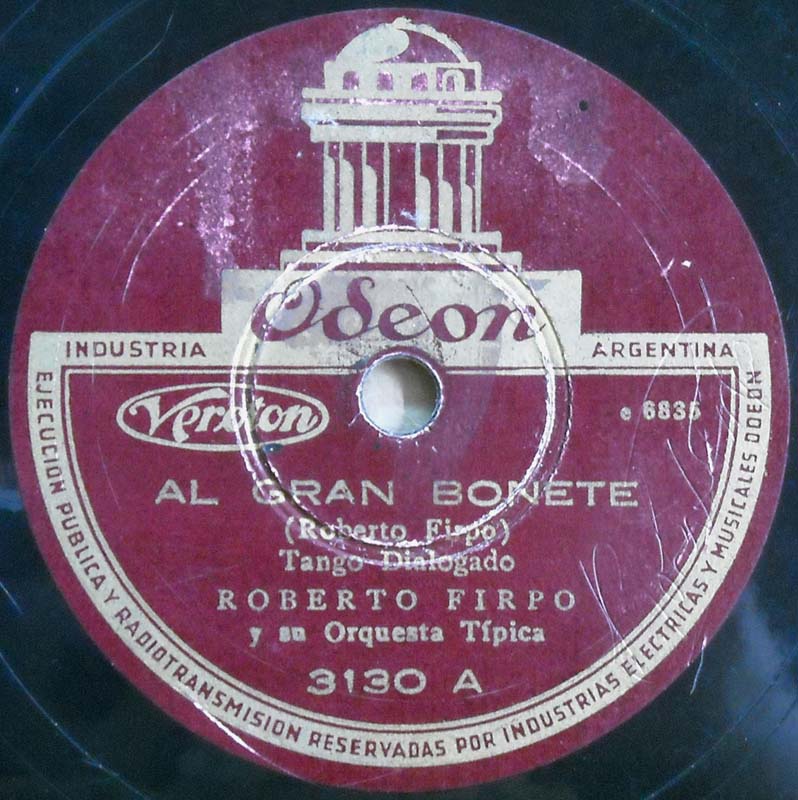 Odeon
INDUSTRIA ARGENTINA
Veroton
e 6835
AL GRAN BONETE
(Roberto Firpo)
Tango Dialogado
ROBERTO FIRPO
y su Orquesta Típica
3130 A
EJECUCION PUBLICA Y RADIOTRANSMISION RESERVADAS POR INDUSTRIAS ELECTRICAS Y MUSICALES ODEON